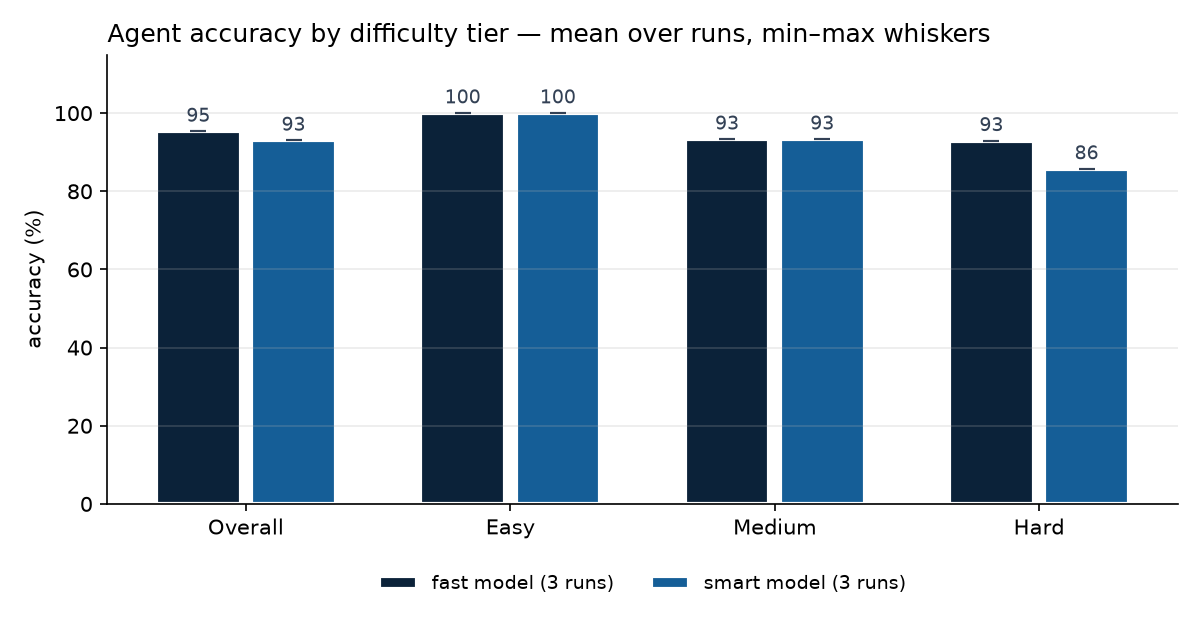 Agent accuracy by difficulty tier — mean over runs, min–max whiskers
accuracy (%)
100
80
60
40
20
0
95
93
100
100
93
93
93
86
Overall
Easy
Medium
Hard
fast model (3 runs)
smart model (3 runs)